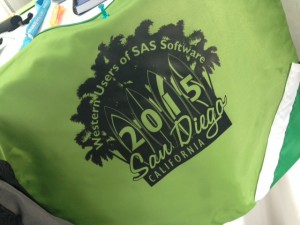 Western Users of SAS Software
2015
San Diego
CALIFORNIA